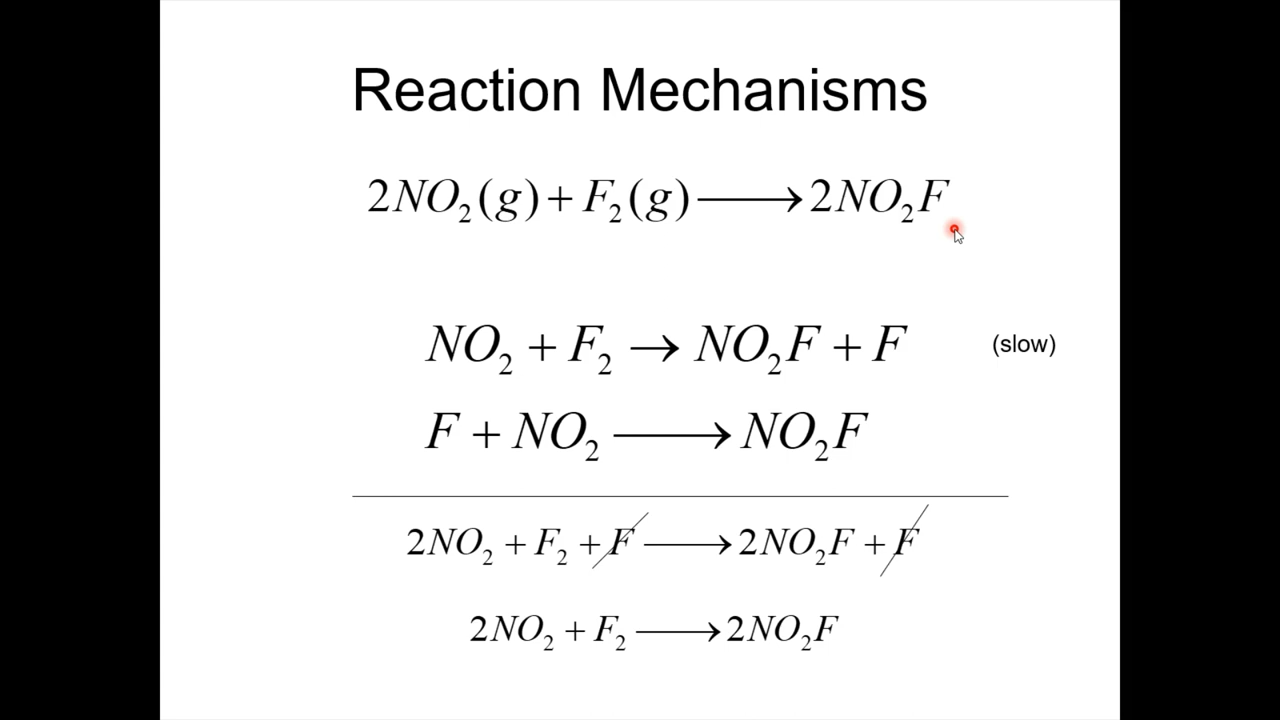 Reaction Mechanisms
2NO₂(g) + F₂(g) ⟶ 2NO₂F
NO₂ + F₂ → NO₂F + F (slow)
F + NO₂ ⟶ NO₂F
2NO₂ + F₂ + F ⟶ 2NO₂F + F
2NO₂ + F₂ ⟶ 2NO₂F